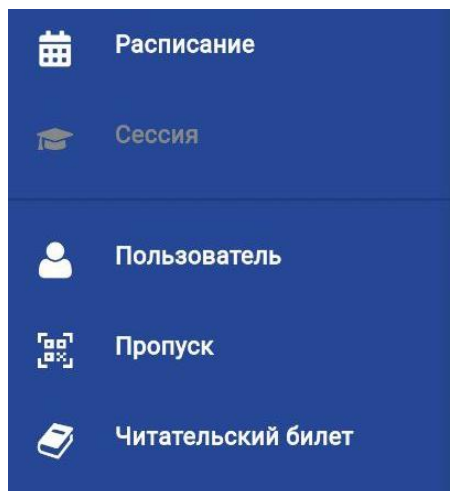 Расписание
Сессия
Пользователь
Пропуск
Читательский билет